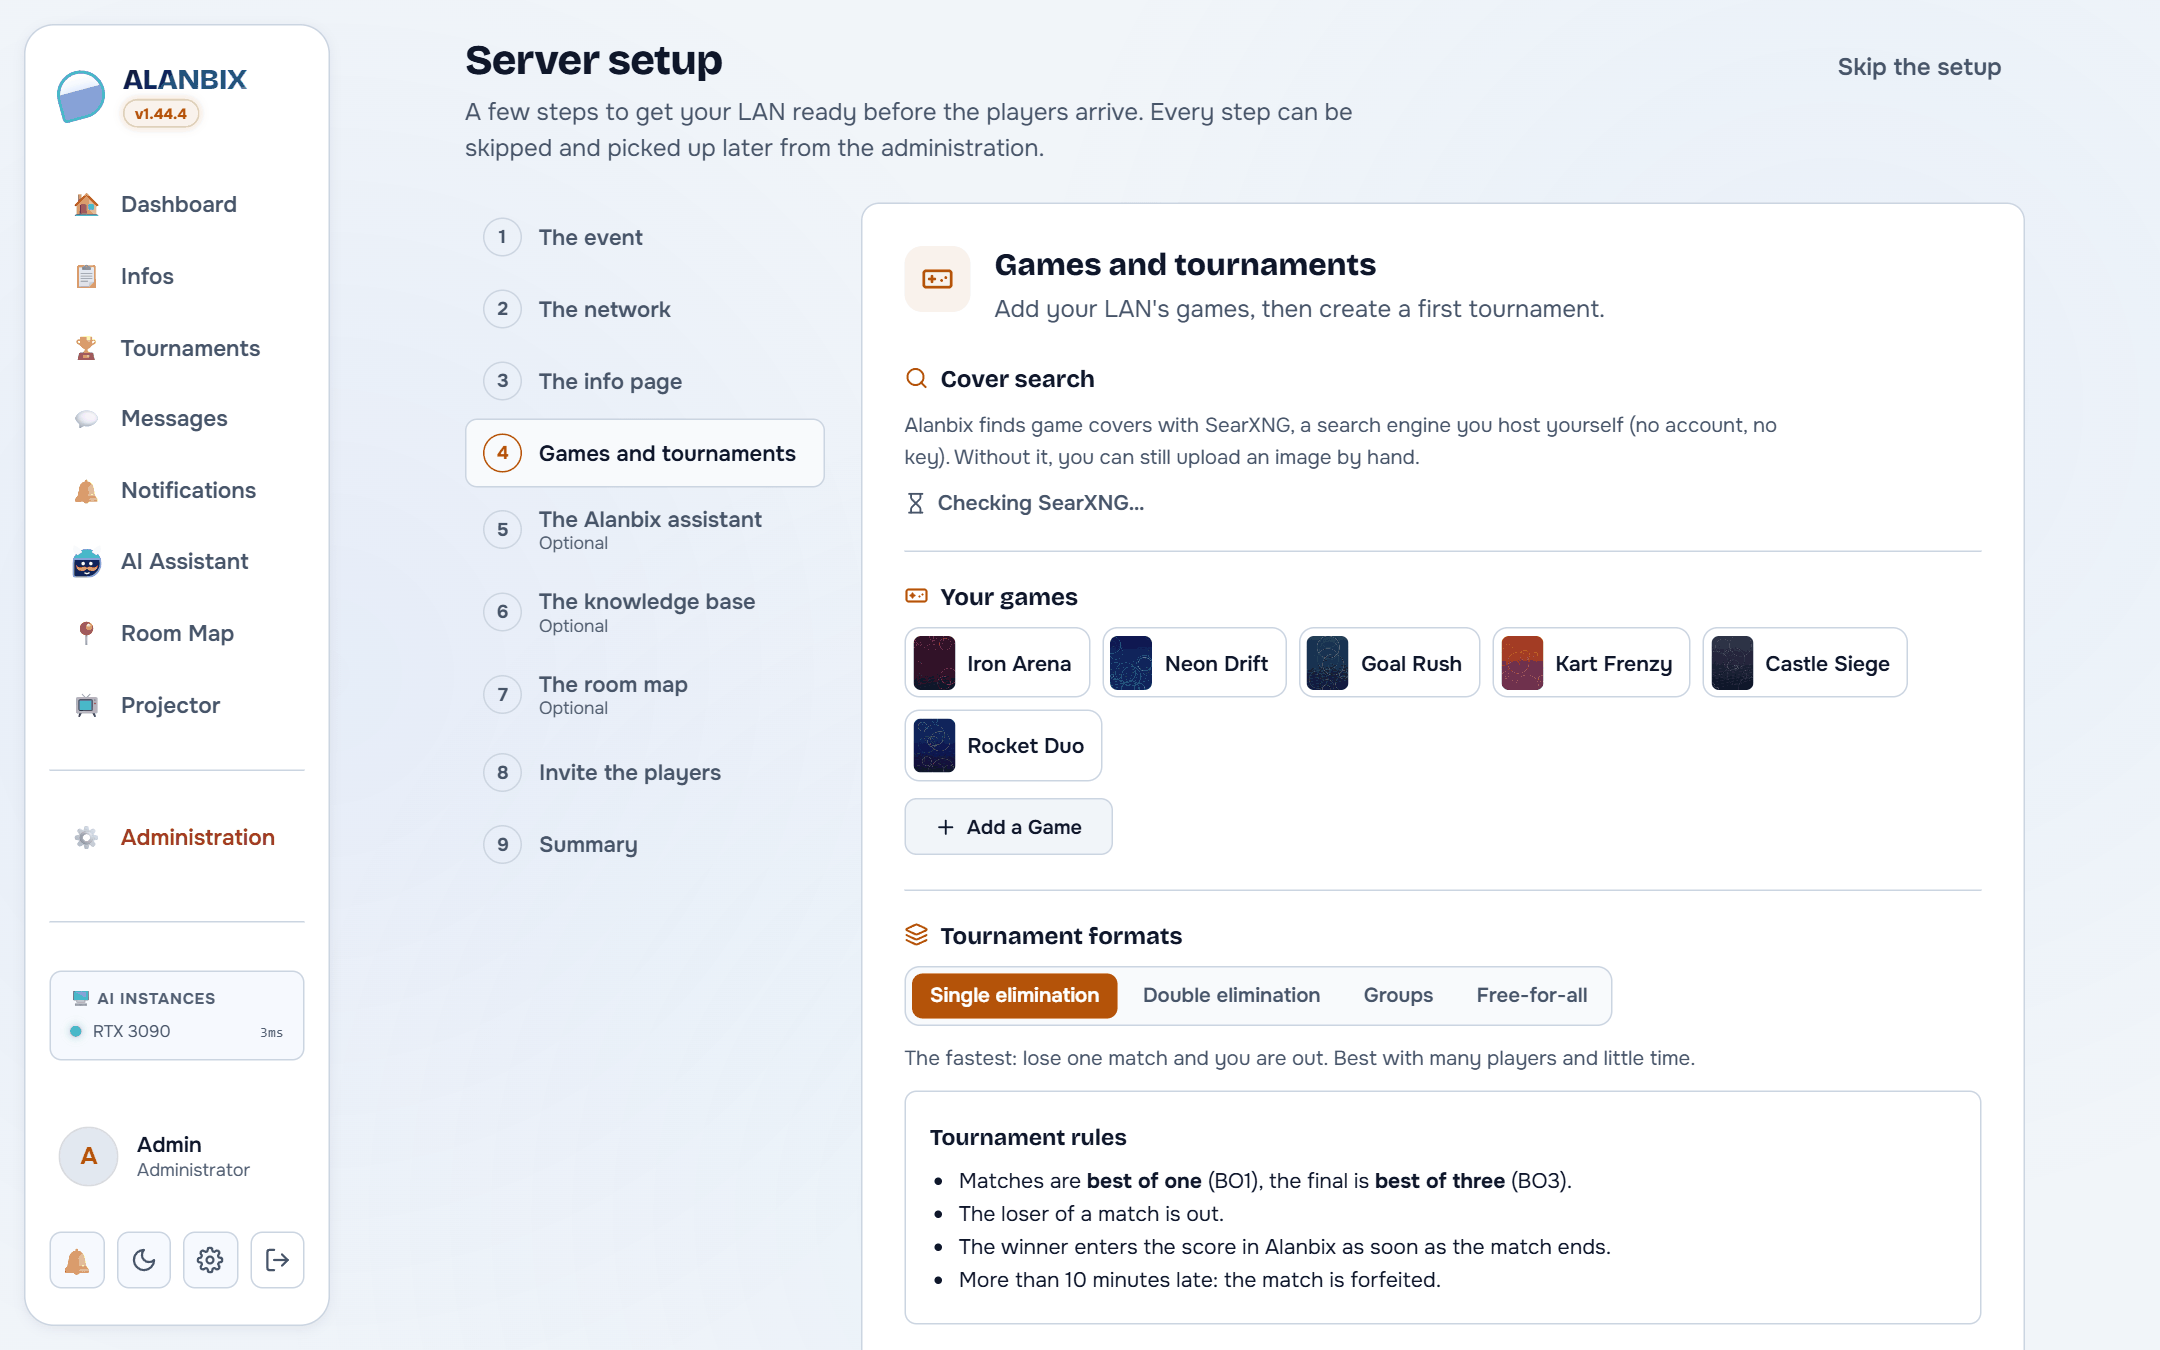 ALANBIX
v1.44.4
Dashboard
Infos
Tournaments
Messages
Notifications
AI Assistant
Room Map
Projector
Administration
AI INSTANCES
RTX 3090 3ms
A
Admin
Administrator
Server setup
A few steps to get your LAN ready before the players arrive. Every step can be
skipped and picked up later from the administration.
Skip the setup
1 The event
2 The network
3 The info page
4 Games and tournaments
5 The Alanbix assistant
Optional
6 The knowledge base
Optional
7 The room map
Optional
8 Invite the players
9 Summary
Games and tournaments
Add your LAN's games, then create a first tournament.
Cover search
Alanbix finds game covers with SearXNG, a search engine you host yourself (no account, no
key). Without it, you can still upload an image by hand.
Checking SearXNG...
Your games
Iron Arena Neon Drift Goal Rush Kart Frenzy Castle Siege
Rocket Duo
+ Add a Game
Tournament formats
Single elimination Double elimination Groups Free-for-all
The fastest: lose one match and you are out. Best with many players and little time.
Tournament rules
• Matches are best of one (BO1), the final is best of three (BO3).
• The loser of a match is out.
• The winner enters the score in Alanbix as soon as the match ends.
• More than 10 minutes late: the match is forfeited.